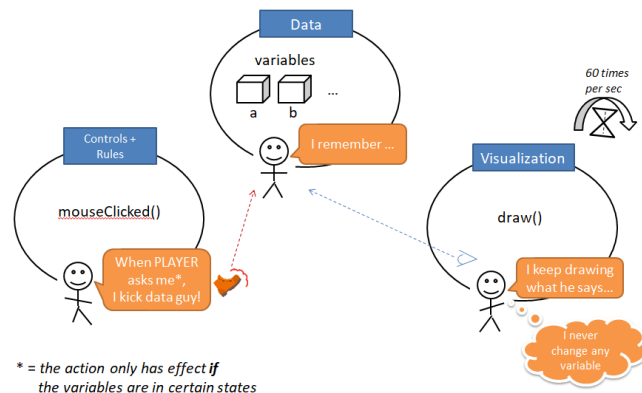 Data
variables
...
a
b
I remember ...
60 times
per sec
Controls +
Rules
mouseClicked()
When PLAYER
asks me*,
I kick data guy!
Visualization
draw()
I keep drawing
what he says...
I never
change any
variable
* = the action only has effect if
the variables are in certain states